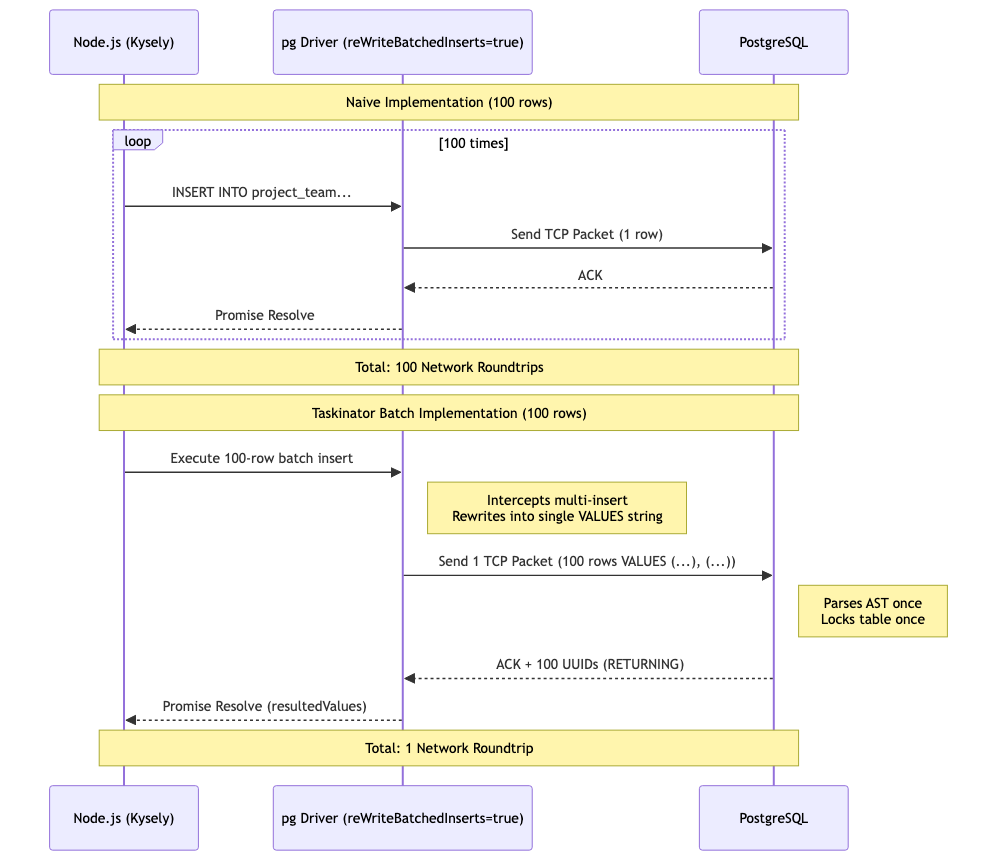 Node.js (Kysely)
pg Driver (reWriteBatchedInserts=true)
PostgreSQL
Naive Implementation (100 rows)
loop
[100 times]
INSERT INTO project_team...
Send TCP Packet (1 row)
ACK
Promise Resolve
Total: 100 Network Roundtrips
Taskinator Batch Implementation (100 rows)
Execute 100-row batch insert
Intercepts multi-insert
Rewrites into single VALUES string
Send 1 TCP Packet (100 rows VALUES (...), (...))
Parses AST once
Locks table once
ACK + 100 UUIDs (RETURNING)
Promise Resolve (resultedValues)
Total: 1 Network Roundtrip
Node.js (Kysely)
pg Driver (reWriteBatchedInserts=true)
PostgreSQL